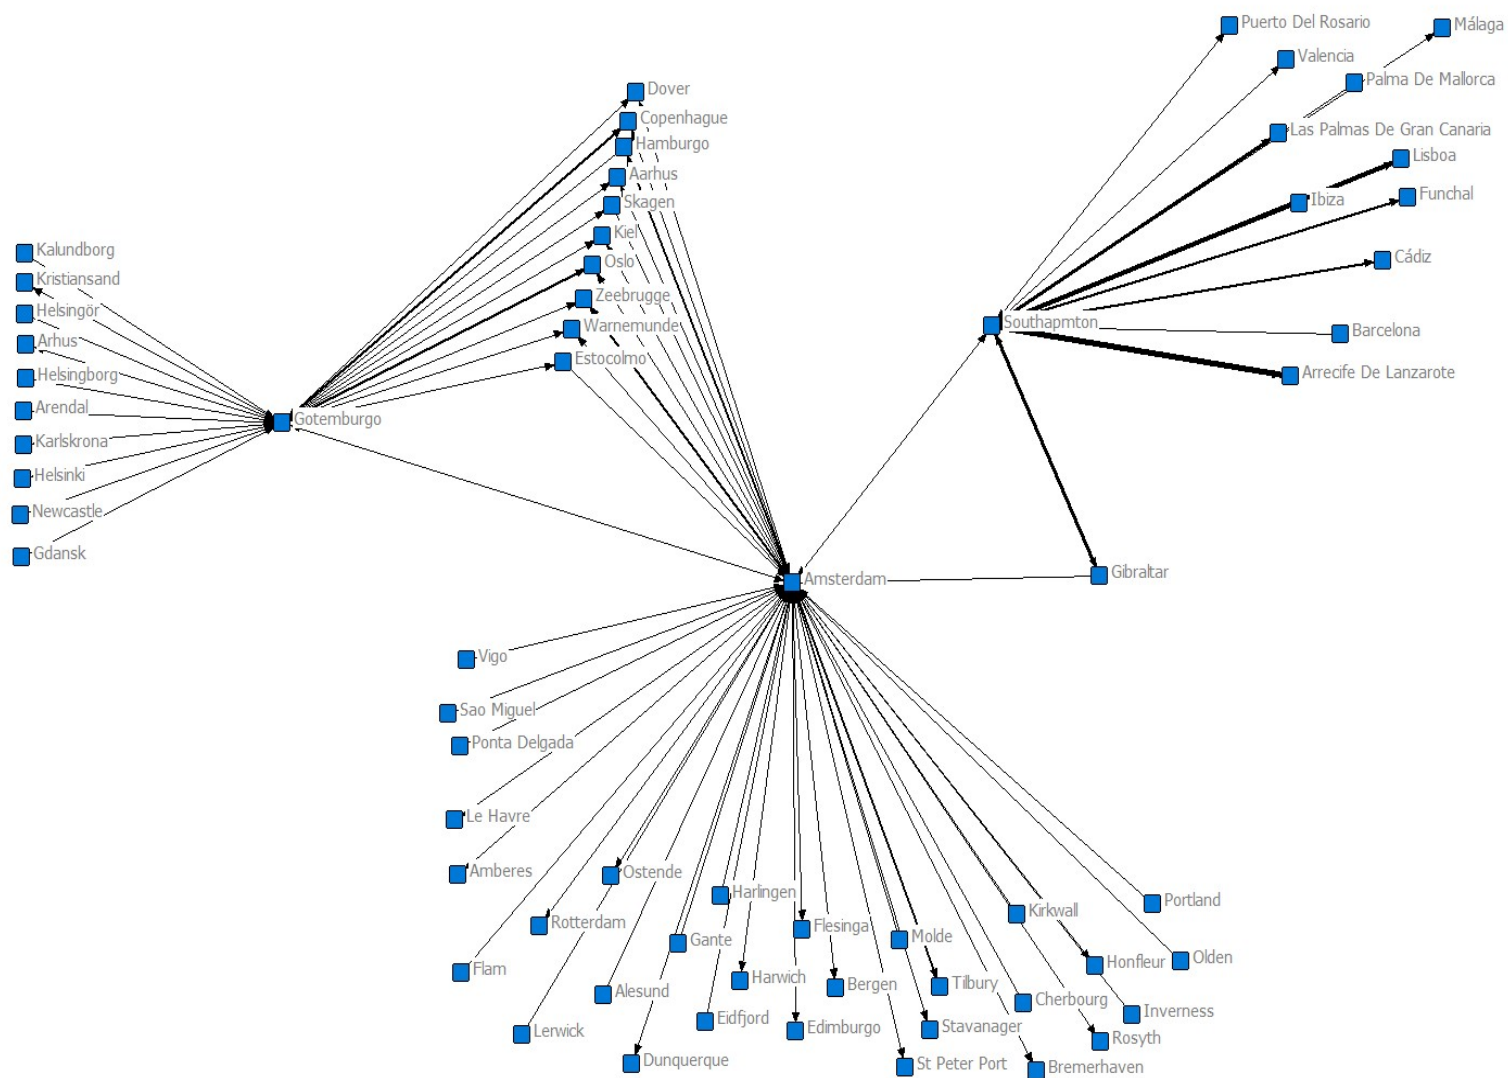 Puerto Del Rosario
Málaga
Valencia
Palma De Mallorca
Dover
Copenhague
Las Palmas De Gran Canaria
Hamburgo
Lisboa
Aarhus
Funchal
Ibiza
Skagen
Kiel
Kalundborg
Cádiz
Oslo
Kristiansand
Zeebrugge
Helsingör
Southapmton
Warnemunde
Barcelona
Arhus
Estocolmo
Arrecife De Lanzarote
Helsingborg
Arendal
Gotemburgo
Karlskrona
Helsinki
Newcastle
Gdansk
Gibraltar
Amsterdam
Vigo
Sao Miguel
Ponta Delgada
Le Havre
Amberes
Ostende
Harlingen
Portland
Kirkwall
Rotterdam
Flesinga
Molde
Gante
Olden
Honfleur
Flam
Harwich
Bergen
Tilbury
Alesund
Cherbourg
Inverness
Eidfjord
Edimburgo
Stavanager
Lerwick
Rosyth
Dunquerque
St Peter Port
Bremerhaven